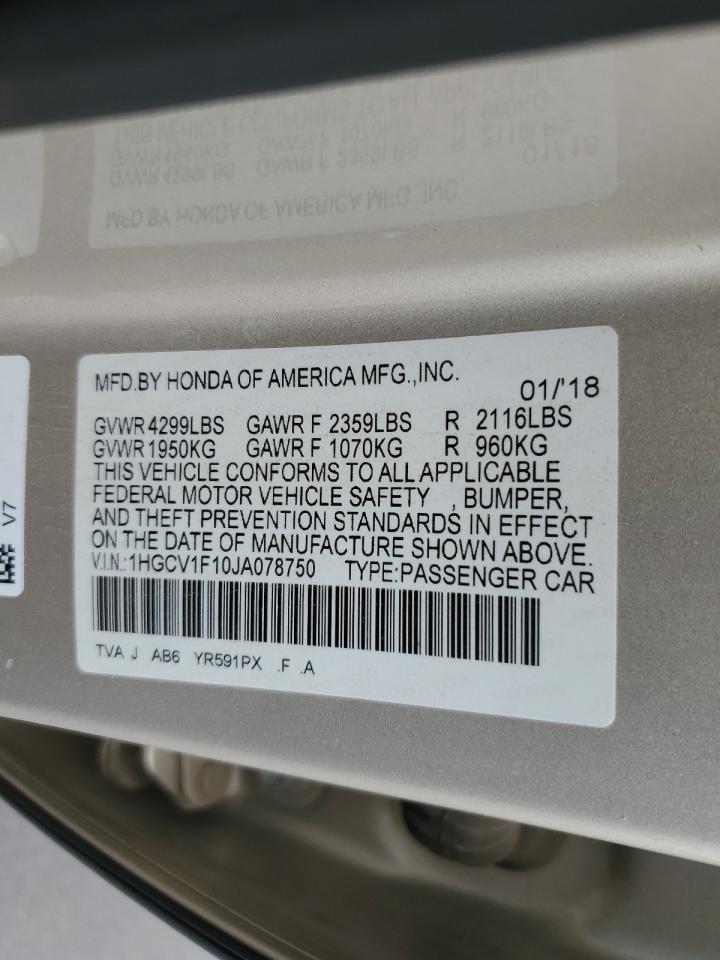 MFD.BY HONDA OF AMERICA MFG.,INC. 01/'18
GVWR 4299LBS GAWR F 2359LBS R 2116LBS
GVWR 1950KG GAWR F 1070KG R 960KG
THIS VEHICLE CONFORMS TO ALL APPLICABLE
FEDERAL MOTOR VEHICLE SAFETY , BUMPER,
AND THEFT PREVENTION STANDARDS IN EFFECT
ON THE DATE OF MANUFACTURE SHOWN ABOVE.
V.I.N.: 1HGCV1F10JA078750 TYPE:PASSENGER CAR
TVA J AB6 YR591PX .F .A
V7